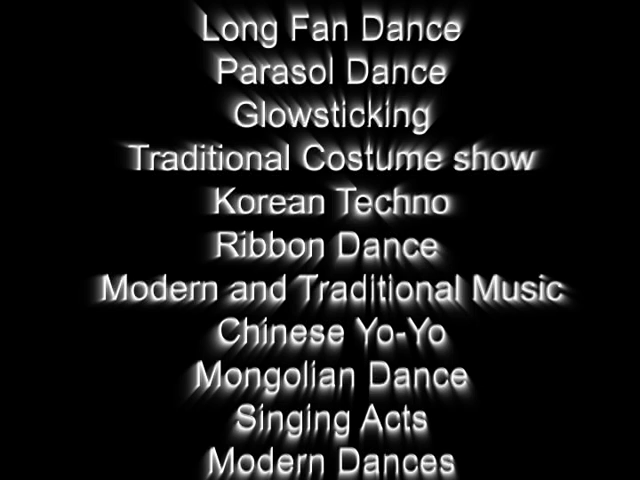 Long Fan Dance
Parasol Dance
Glowsticking
Traditional Costume show
Korean Techno
Ribbon Dance
Modern and Traditional Music
Chinese Yo-Yo
Mongolian Dance
Singing Acts
Modern Dances